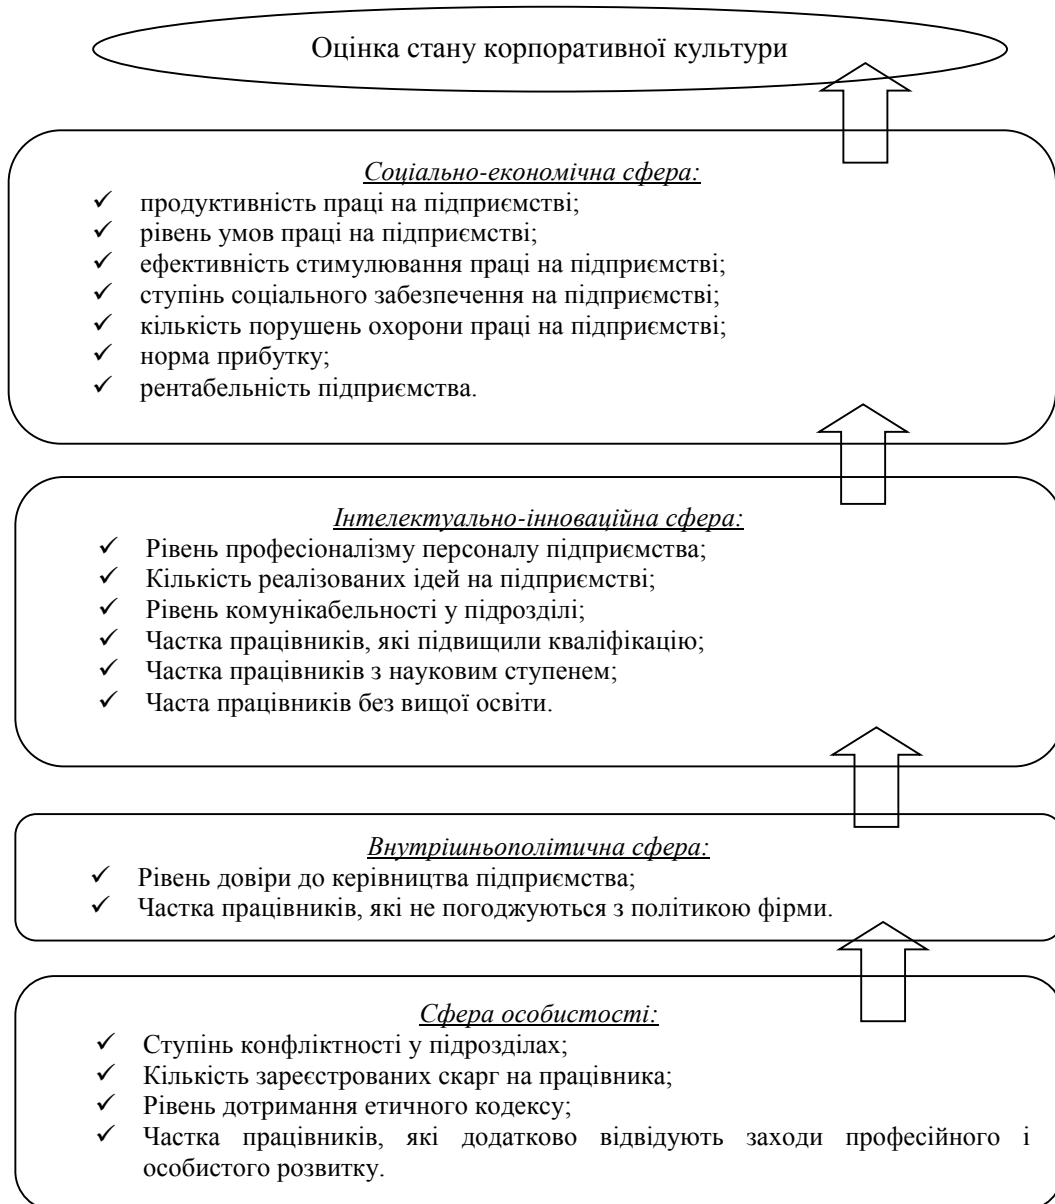 Оцінка стану корпоративної культури
Соціально-економічна сфера:
✓ продуктивність праці на підприємстві;
✓ рівень умов праці на підприємстві;
✓ ефективність стимулювання праці на підприємстві;
✓ ступінь соціального забезпечення на підприємстві;
✓ кількість порушень охорони праці на підприємстві;
✓ норма прибутку;
✓ рентабельність підприємства.
Інтелектуально-інноваційна сфера:
✓ Рівень професіоналізму персоналу підприємства;
✓ Кількість реалізованих ідей на підприємстві;
✓ Рівень комунікабельності у підрозділі;
✓ Частка працівників, які підвищили кваліфікацію;
✓ Частка працівників з науковим ступенем;
✓ Часта працівників без вищої освіти.
Внутрішньополітична сфера:
✓ Рівень довіри до керівництва підприємства;
✓ Частка працівників, які не погоджуються з політикою фірми.
Сфера особистості:
✓ Ступінь конфліктності у підрозділах;
✓ Кількість зареєстрованих скарг на працівника;
✓ Рівень дотримання етичного кодексу;
✓ Частка працівників, які додатково відвідують заходи професійного і
особистого розвитку.